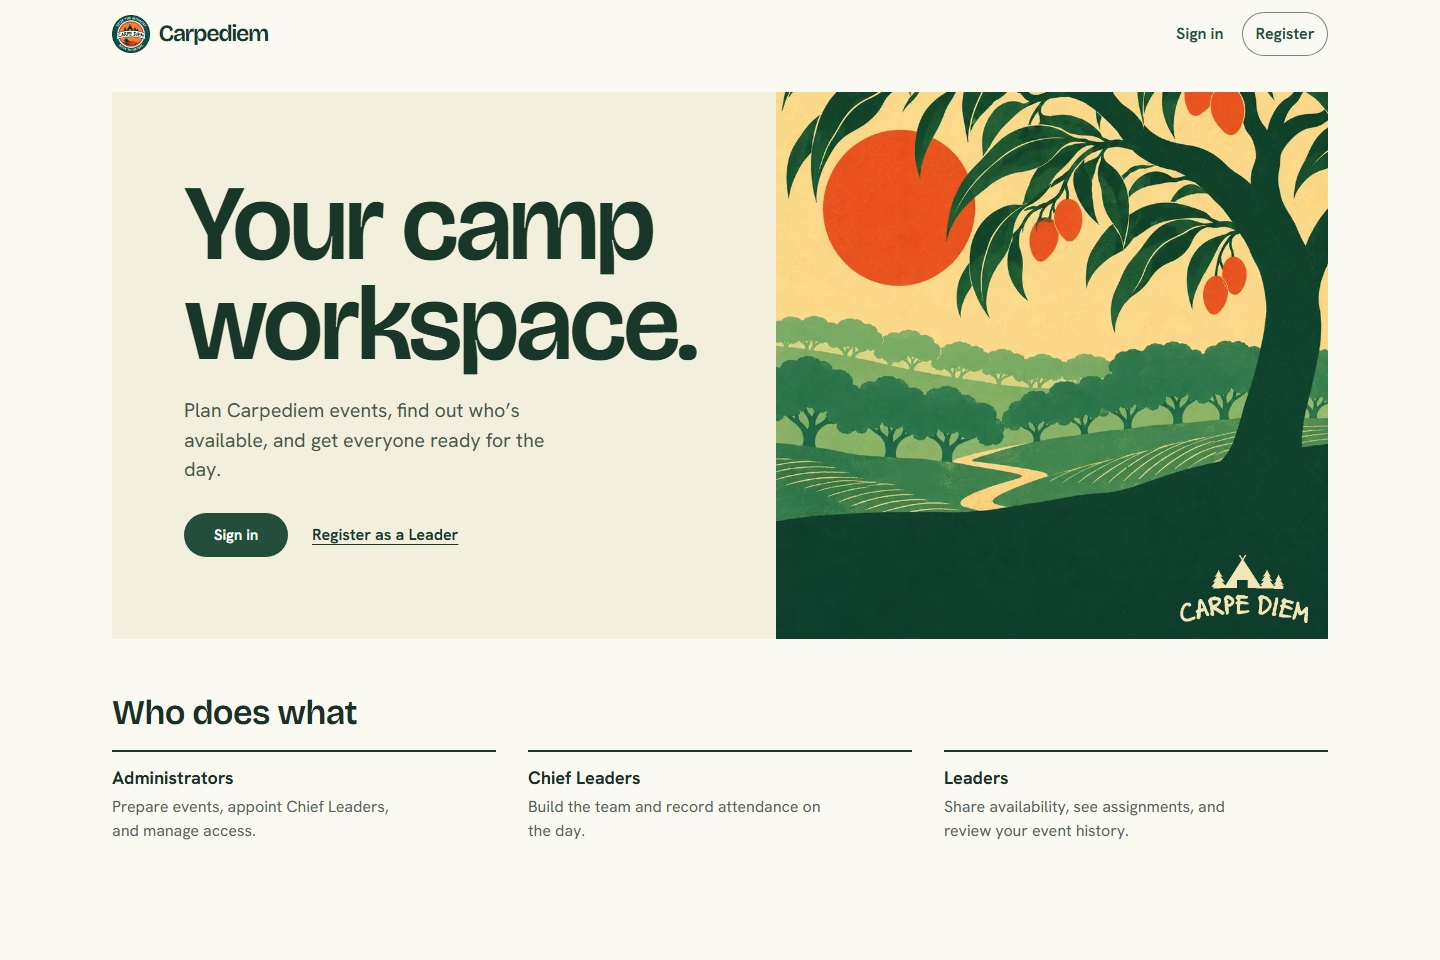 CARPE DIEM
Carpediem
Sign in
Register
Your camp
workspace.
Plan Carpediem events, find out who’s
available, and get everyone ready for the
day.
Sign in
Register as a Leader
CARPE DIEM
Who does what
Administrators
Prepare events, appoint Chief Leaders,
and manage access.
Chief Leaders
Build the team and record attendance on
the day.
Leaders
Share availability, see assignments, and
review your event history.